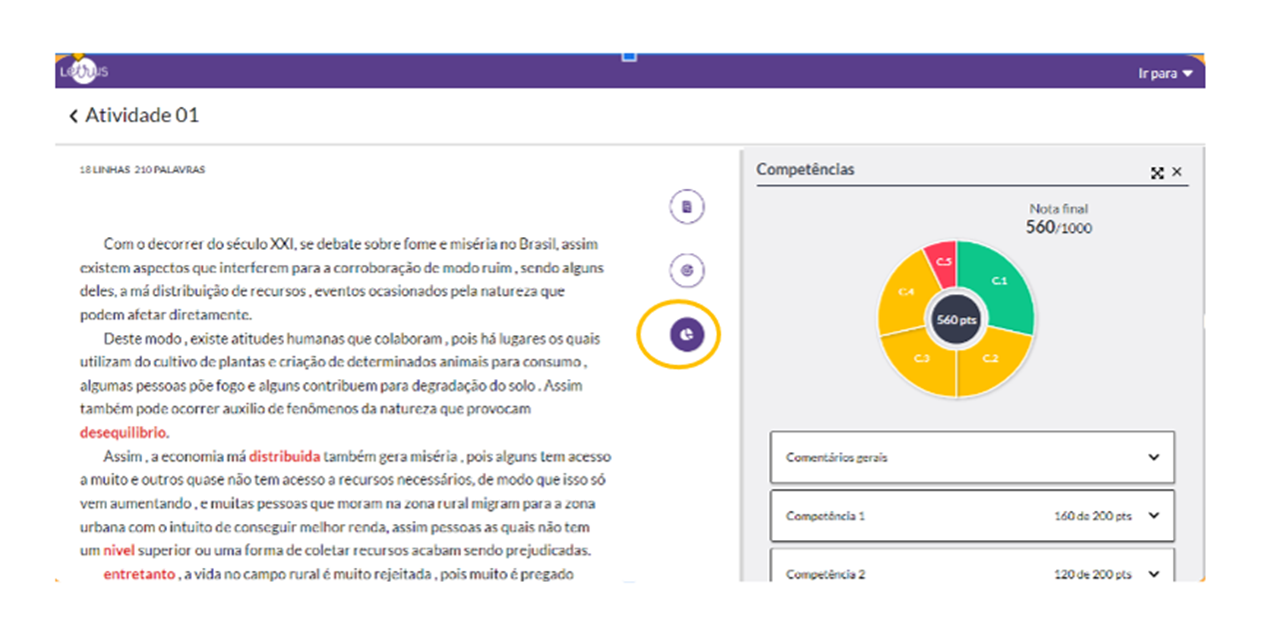 Letrus
Ir para
Atividade 01
18 LINHAS 210 PALAVRAS
Com o decorrer do século XXI, se debate sobre fome e miséria no Brasil, assim
existem aspectos que interferem para a corroboração de modo ruim , sendo alguns
deles, a má distribuição de recursos , eventos ocasionados pela natureza que
podem afetar diretamente.
Deste modo , existe atitudes humanas que colaboram , pois há lugares os quais
utilizam do cultivo de plantas e criação de determinados animais para consumo ,
algumas pessoas põe fogo e alguns contribuem para degradação do solo . Assim
também pode ocorrer auxilio de fenômenos da natureza que provocam
desequilibrio.
Assim , a economia má distribuida também gera miséria , pois alguns tem acesso
a muito e outros quase não tem acesso a recursos necessários, de modo que isso só
vem aumentando , e muitas pessoas que moram na zona rural migram para a zona
urbana com o intuito de conseguir melhor renda, assim pessoas as quais não tem
um nivel superior ou uma forma de coletar recursos acabam sendo prejudicadas.
entretanto , a vida no campo rural é muito rejeitada , pois muito é pregado
Competências
Nota final
560/1000
C.5
C.1
C.4
560 pts
C.3
C.2
Comentários gerais
Competência 1 160 de 200 pts
Competência 2 120 de 200 pts